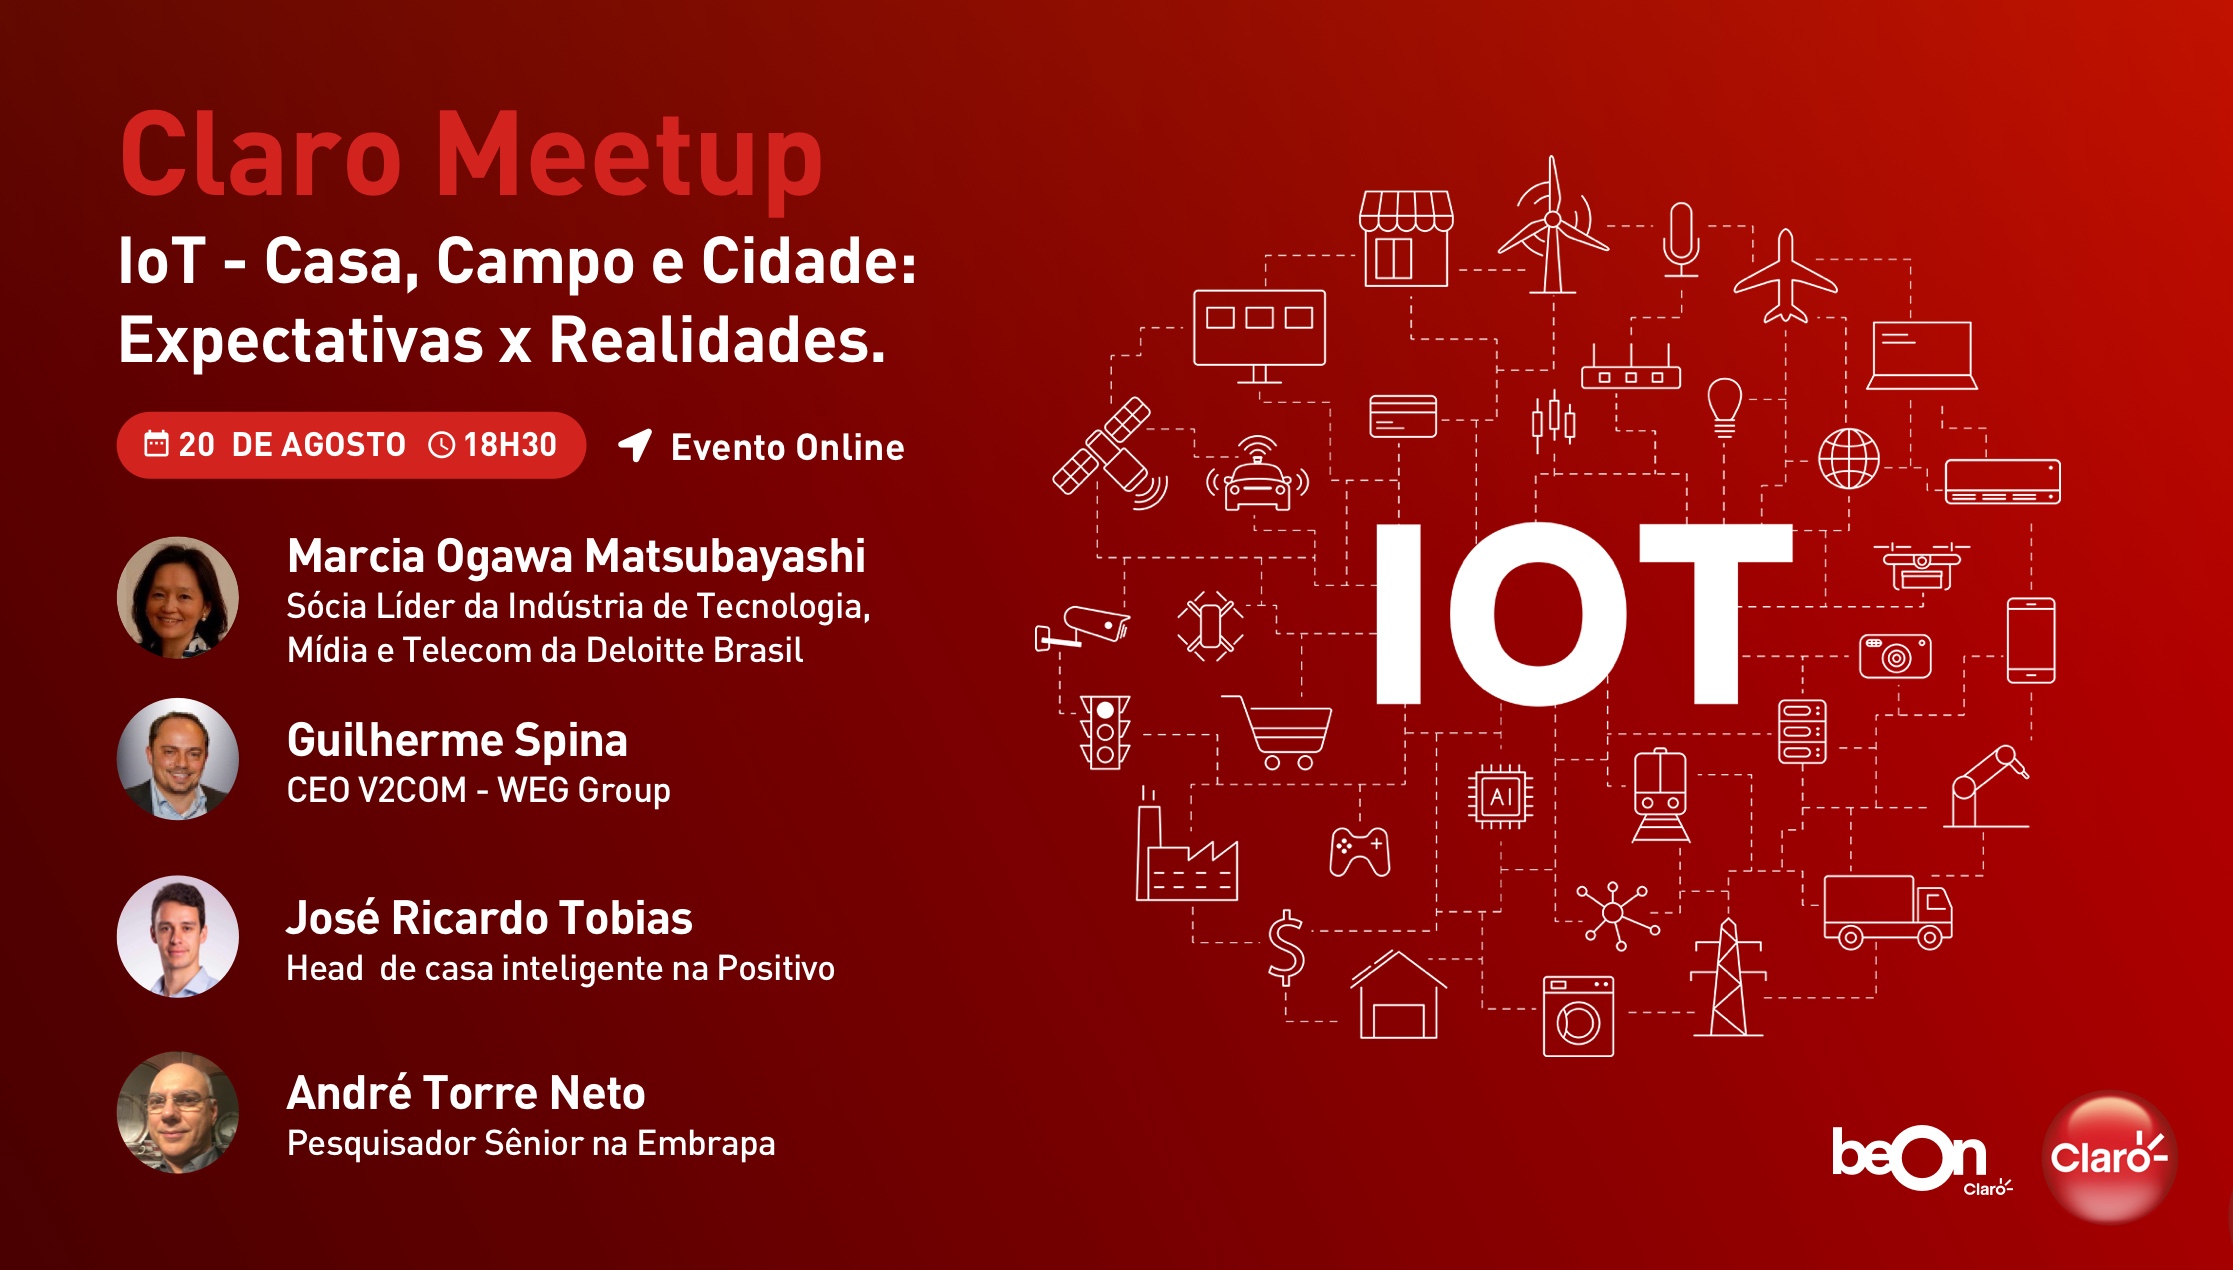 Claro Meetup
IoT - Casa, Campo e Cidade:
Expectativas x Realidades.
20 DE AGOSTO 18H30 Evento Online
Marcia Ogawa Matsubayashi
Sócia Líder da Indústria de Tecnologia,
Mídia e Telecom da Deloitte Brasil
Guilherme Spina
CEO V2COM - WEG Group
José Ricardo Tobias
Head de casa inteligente na Positivo
André Torre Neto
Pesquisador Sênior na Embrapa
IOT
AI
$
beOn
Claro
Claro